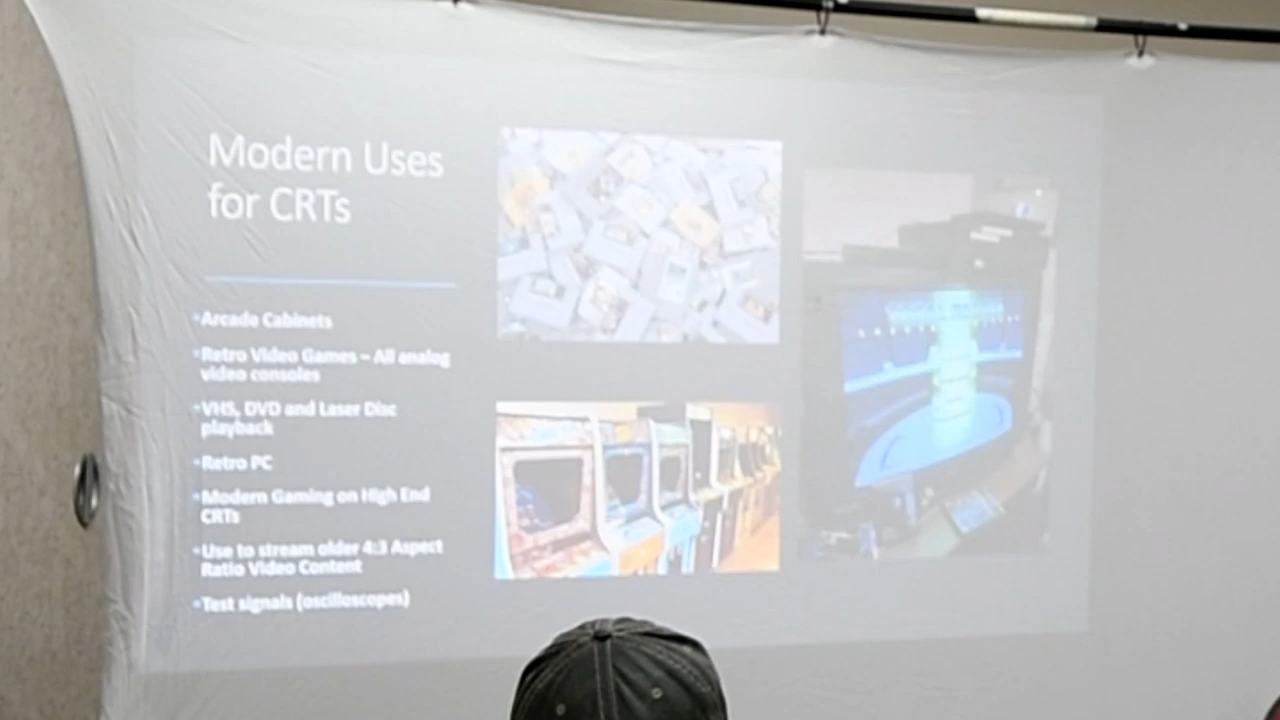 Modern Uses
for CRTs
Arcade Cabinets
Retro Video Games – All analog
video consoles
VHS, DVD and Laser Disc
playback
Retro PC
Modern Gaming on High End
CRTs
Use to stream older 4:3 Aspect
Ratio Video Content
Test signals (oscilloscopes)